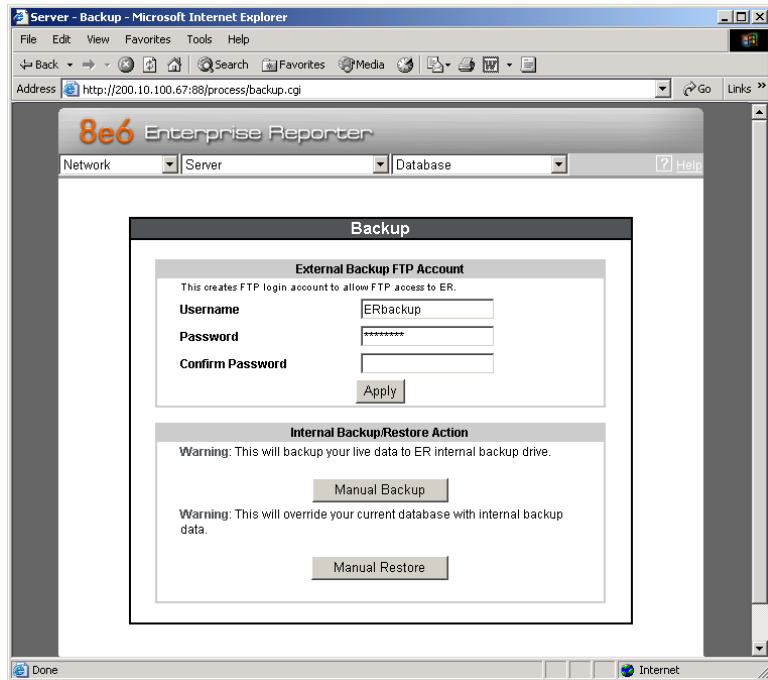 Server - Backup - Microsoft Internet Explorer
File Edit View Favorites Tools Help
Back Search Favorites Media
Address http://200.10.100.67:88/process/backup.cgi Go Links »
8e6 Enterprise Reporter
Network Server Database ? Help
Backup
External Backup FTP Account
This creates FTP login account to allow FTP access to ER.
Username ERbackup
Password ********
Confirm Password
Apply
Internal Backup/Restore Action
Warning: This will backup your live data to ER internal backup drive.
Manual Backup
Warning: This will override your current database with internal backup
data.
Manual Restore
Done Internet